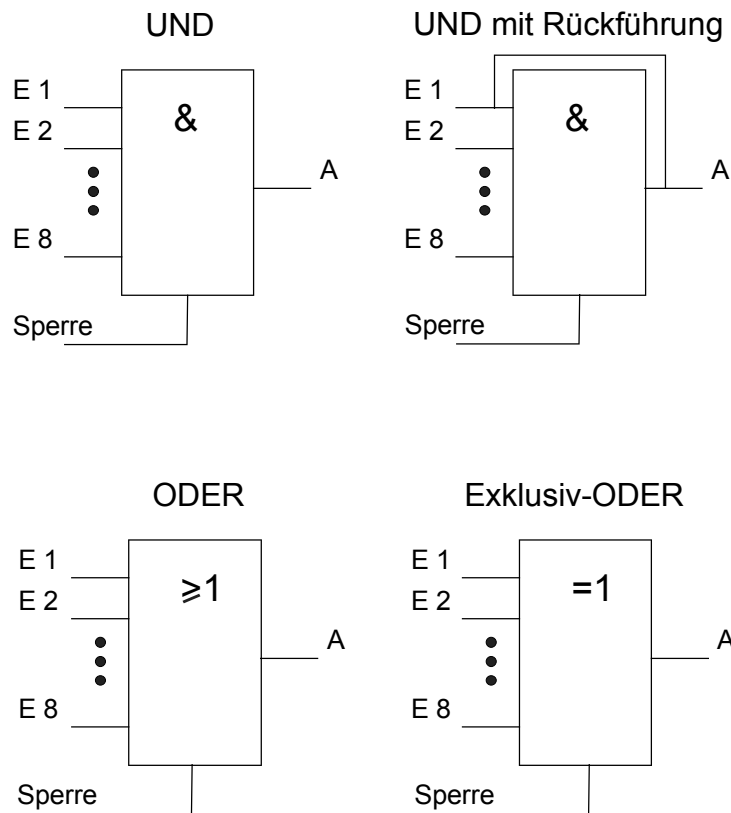 UND
E 1
&
E 2
A
E 8
Sperre
UND mit Rückführung
E 1
&
E 2
A
E 8
Sperre
ODER
E 1
≥1
E 2
A
E 8
Sperre
Exklusiv-ODER
E 1
=1
E 2
A
E 8
Sperre